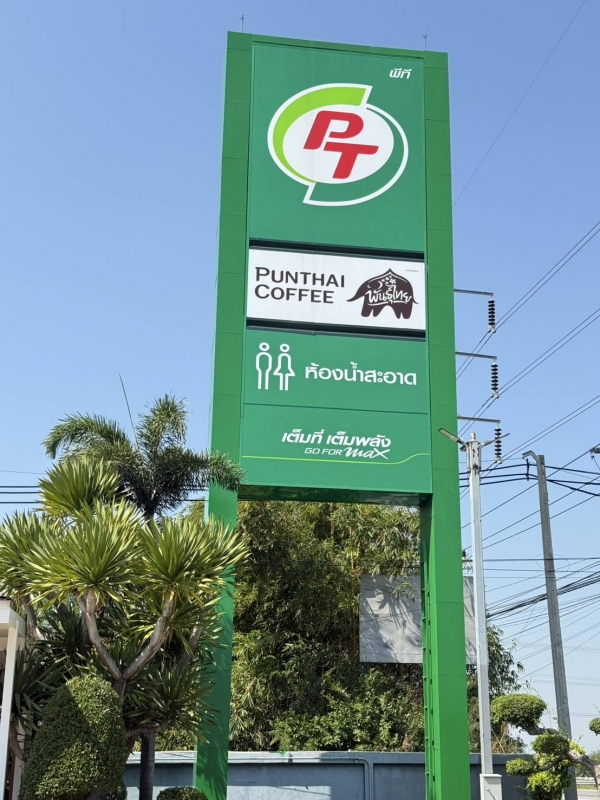 พีที
PT
PUNTHAI
COFFEE
พันธุ์ไทย
ห้องน้ำสะอาด
เต็มที่ เต็มพลัง
GO FOR max